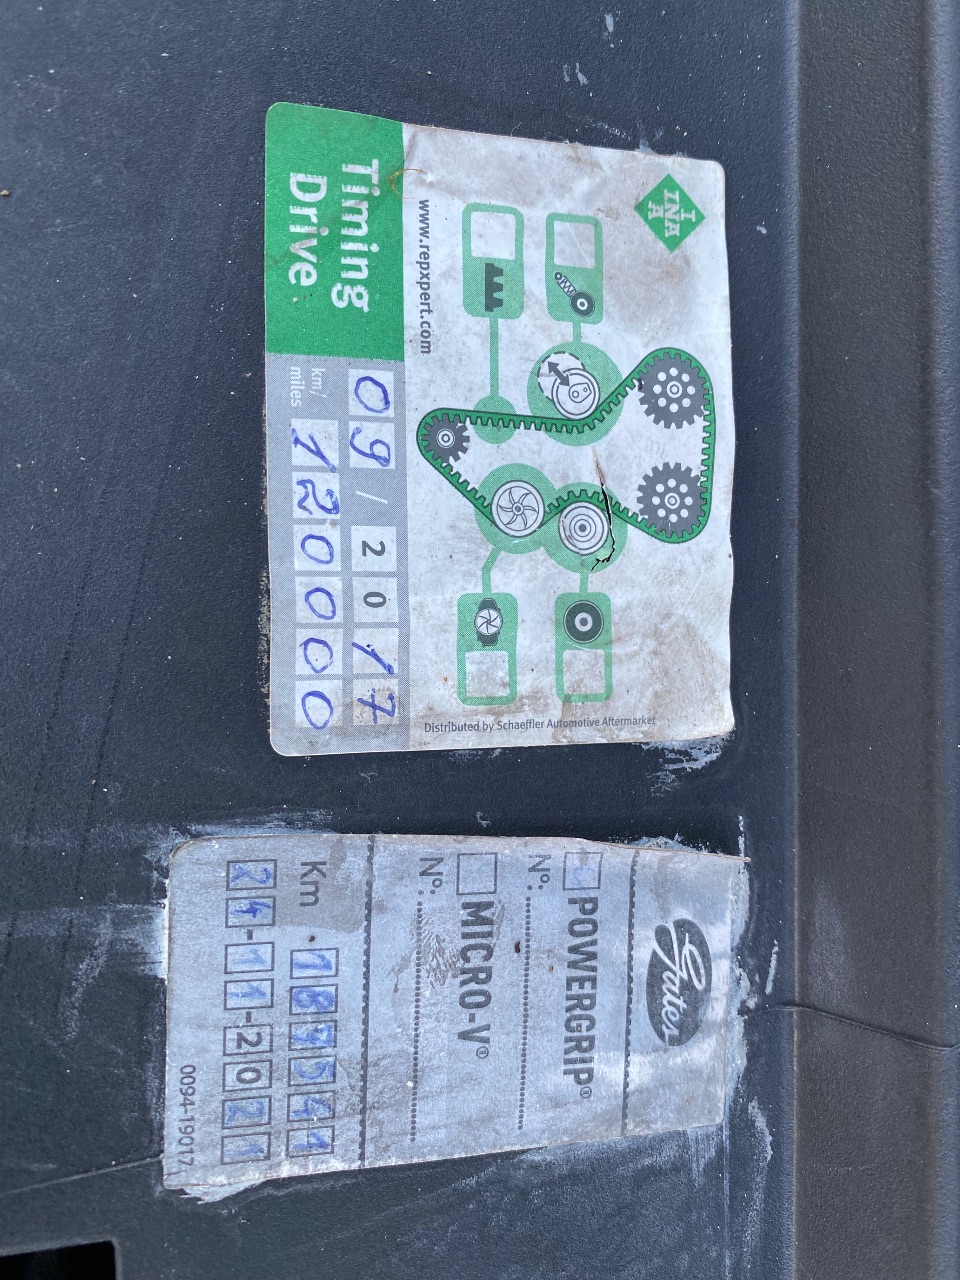 INA
Distributed by Schaeffler Automotive Aftermarket
www.repxpert.com
Timing
Drive
09/2017
km/
miles
120000
Gates
POWERGRIP®
Nº.
MICRO-V®
Nº.
Km
24-11-2021
0094-19017